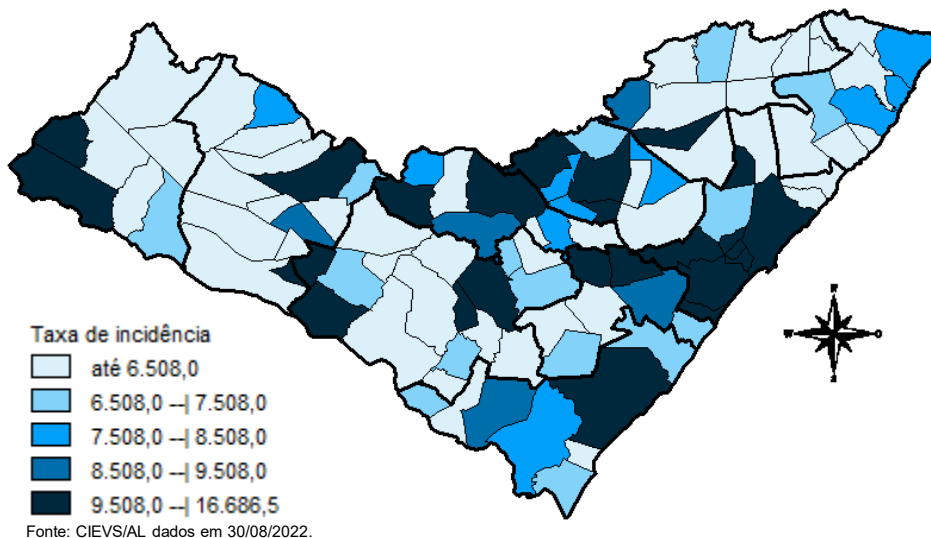 Taxa de incidência
até 6.508,0
6.508,0 --| 7.508,0
7.508,0 --| 8.508,0
8.508,0 --| 9.508,0
9.508,0 --| 16.686,5
Fonte: CIEVS/AL dados em 30/08/2022.
W